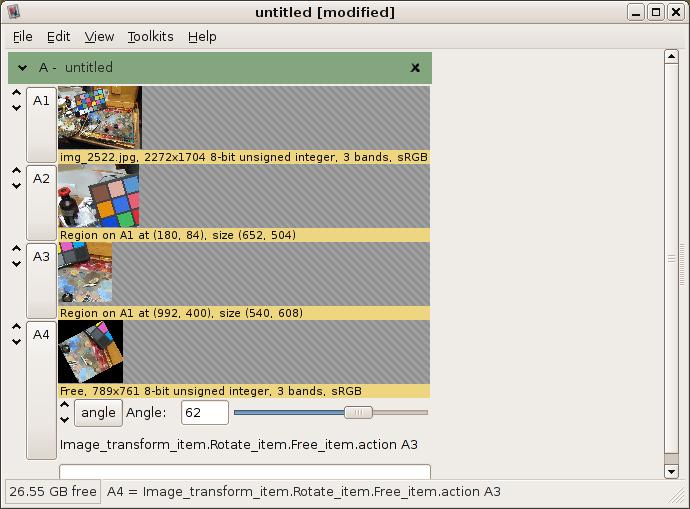 untitled [modified]
File Edit View Toolkits Help
A - untitled
A1
img_2522.jpg, 2272x1704 8-bit unsigned integer, 3 bands, sRGB
A2
Region on A1 at (180, 84), size (652, 504)
A3
Region on A1 at (992, 400), size (540, 608)
A4
Free, 789x761 8-bit unsigned integer, 3 bands, sRGB
angle Angle: 62
Image_transform_item.Rotate_item.Free_item.action A3
26.55 GB free A4 = Image_transform_item.Rotate_item.Free_item.action A3